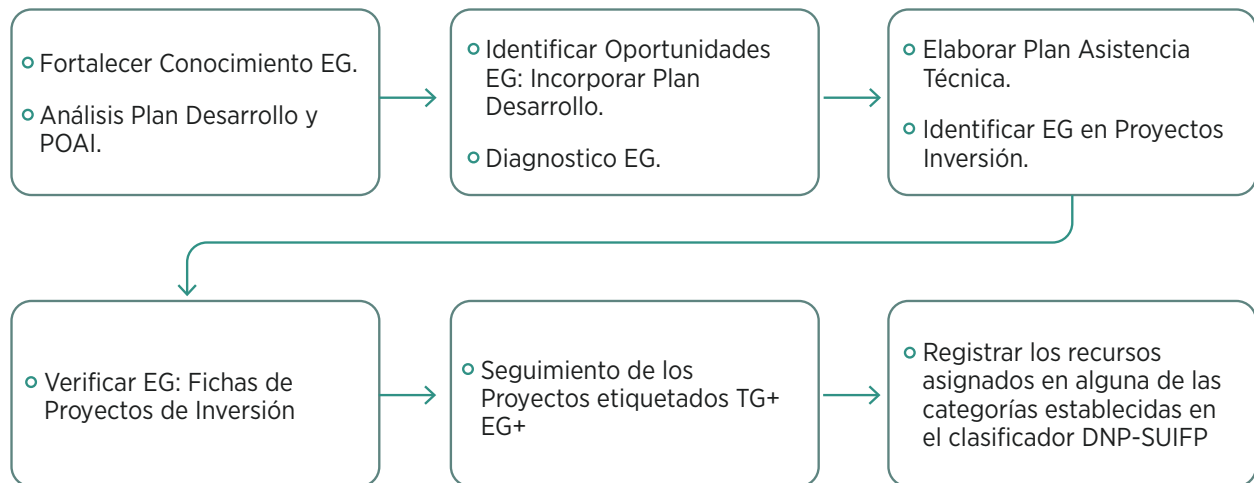 Fortalecer Conocimiento EG.
Análisis Plan Desarrollo y
POAI.
Identificar Oportunidades
EG: Incorporar Plan
Desarrollo.
Diagnostico EG.
Elaborar Plan Asistencia
Técnica.
Identificar EG en Proyectos
Inversión.
Verificar EG: Fichas de
Proyectos de Inversión
Seguimiento de los
Proyectos etiquetados TG+
EG+
Registrar los recursos
asignados en alguna de las
categorías establecidas en
el clasificador DNP-SUIFP